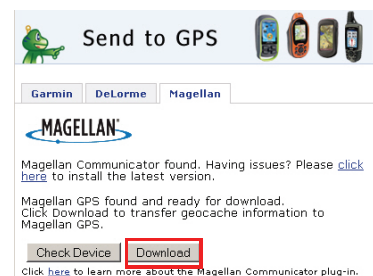 Send to GPS
Garmin DeLorme Magellan
MAGELLAN
Magellan Communicator found. Having issues? Please click
here to install the latest version.
Magellan GPS found and ready for download.
Click Download to transfer geocache information to
Magellan GPS.
Check Device Download
Click here to learn more about the Magellan Communicator plug-in.